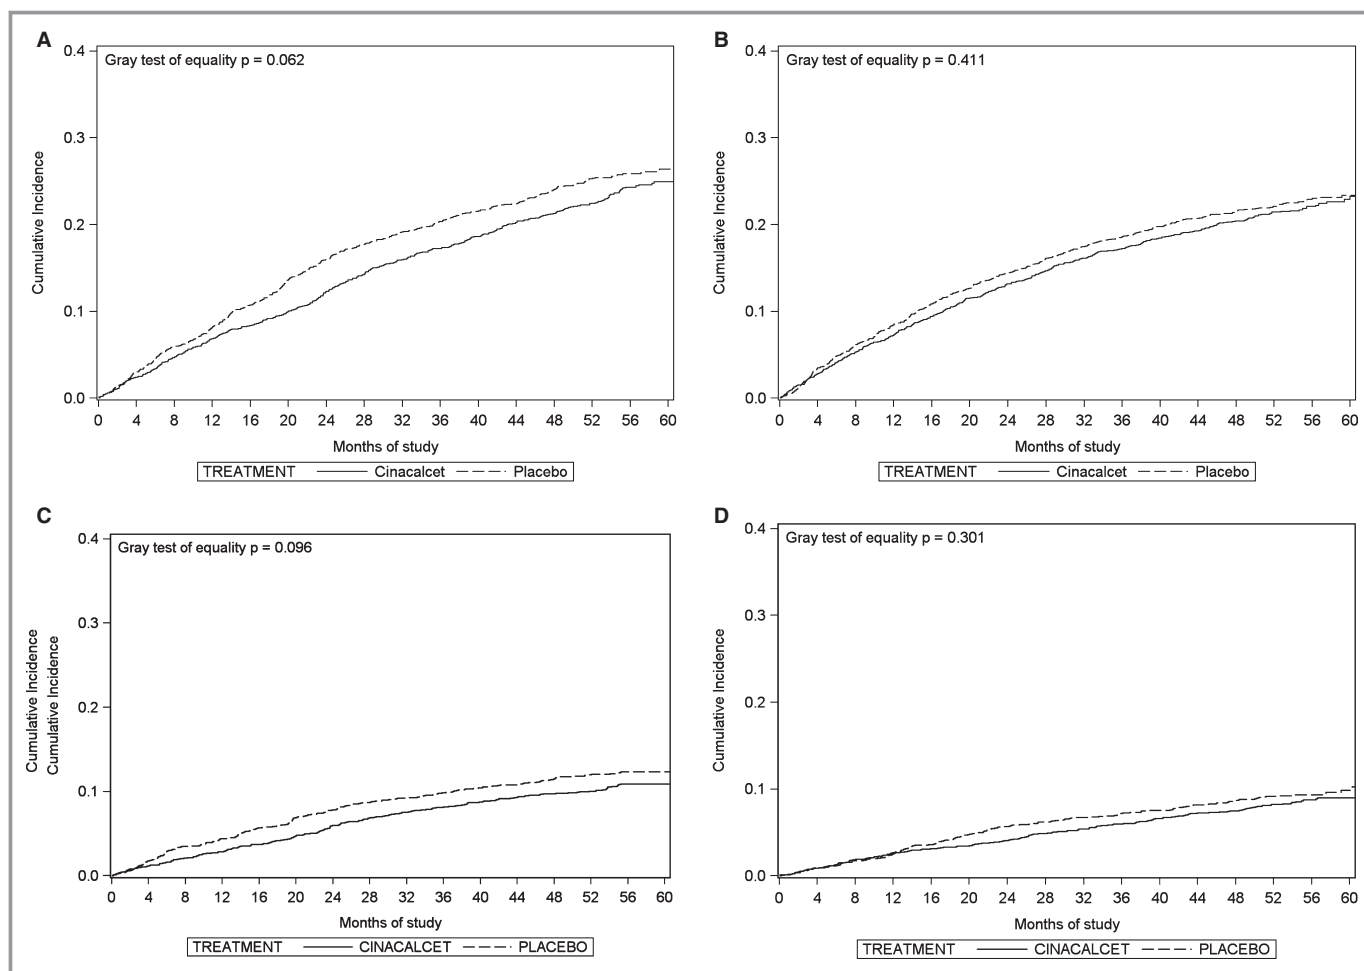 A
Gray test of equality p = 0.062
0.4
0.3
0.2
0.1
0.0
Cumulative Incidence
0 4 8 12 16 20 24 28 32 36 40 44 48 52 56 60
Months of study
TREATMENT Cinacalcet Placebo
B
Gray test of equality p = 0.411
0.4
0.3
0.2
0.1
0.0
Cumulative Incidence
0 4 8 12 16 20 24 28 32 36 40 44 48 52 56 60
Months of study
TREATMENT Cinacalcet Placebo
C
Gray test of equality p = 0.096
0.4
0.3
0.2
0.1
0.0
Cumulative Incidence
Cumulative Incidence
0 4 8 12 16 20 24 28 32 36 40 44 48 52 56 60
Months of study
TREATMENT CINACALCET PLACEBO
D
Gray test of equality p = 0.301
0.4
0.3
0.2
0.1
0.0
Cumulative Incidence
0 4 8 12 16 20 24 28 32 36 40 44 48 52 56 60
Months of study
TREATMENT CINACALCET PLACEBO